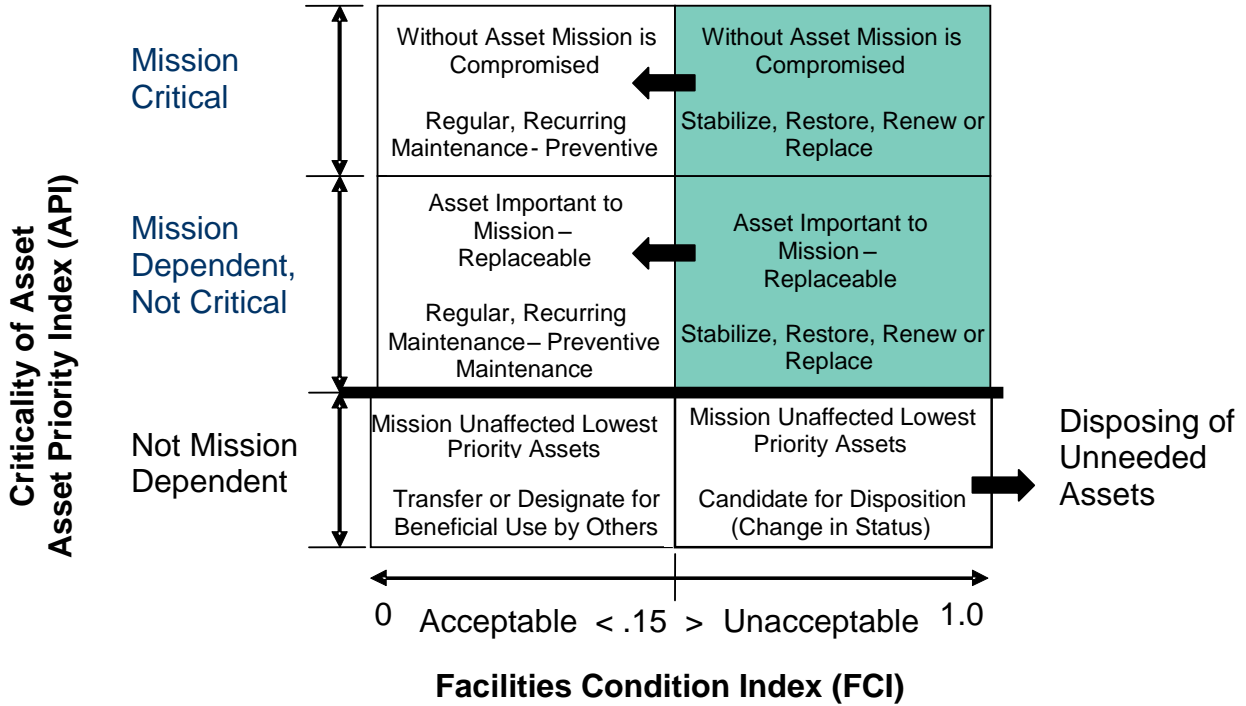 Criticality of Asset
Asset Priority Index (API)
Mission
Critical
Without Asset Mission is
Compromised
Regular, Recurring
Maintenance- Preventive
Without Asset Mission is
Compromised
Stabilize, Restore, Renew or
Replace
Mission
Dependent,
Not Critical
Asset Important to
Mission –
Replaceable
Regular, Recurring
Maintenance– Preventive
Maintenance
Asset Important to
Mission –
Replaceable
Stabilize, Restore, Renew or
Replace
Not Mission
Dependent
Mission Unaffected Lowest
Priority Assets
Transfer or Designate for
Beneficial Use by Others
Mission Unaffected Lowest
Priority Assets
Candidate for Disposition
(Change in Status)
Disposing of
Unneeded
Assets
0 Acceptable < .15 > Unacceptable 1.0
Facilities Condition Index (FCI)